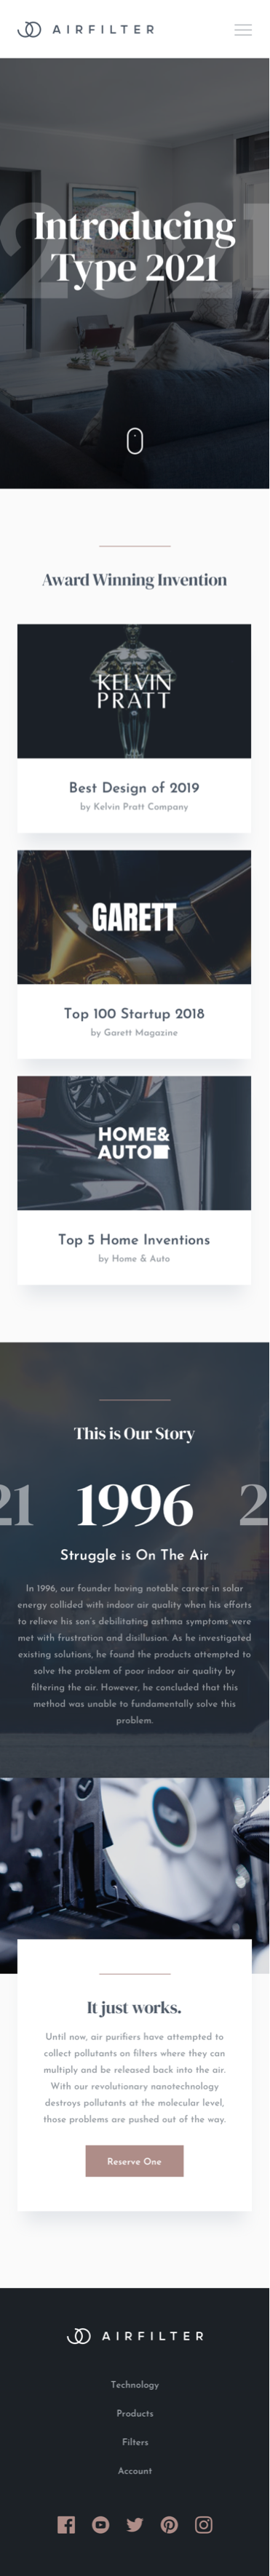 AIRFILTER
2021
Introducing
Type 2021
Award Winning Invention
KELVIN
PRATT
Best Design of 2019
by Kelvin Pratt Company
GARETT
Top 100 Startup 2018
by Garett Magazine
HOME&
AUTO
Top 5 Home Inventions
by Home & Auto
This is Our Story
21 1996 2
Struggle is On The Air
In 1996, our founder having notable career in solar
energy collided with indoor air quality when his efforts
to relieve his son's debilitating asthma symptoms were
met with frustration and disillusion. As he investigated
existing solutions, he found the products attempted to
solve the problem of poor indoor air quality by
filtering the air. However, he concluded that this
method was unable to fundamentally solve this
problem.
It just works.
Until now, air purifiers have attempted to
collect pollutants on filters where they can
multiply and be released back into the air.
With our revolutionary nanotechnology
destroys pollutants at the molecular level,
those problems are pushed out of the way.
Reserve One
AIRFILTER
Technology
Products
Filters
Account